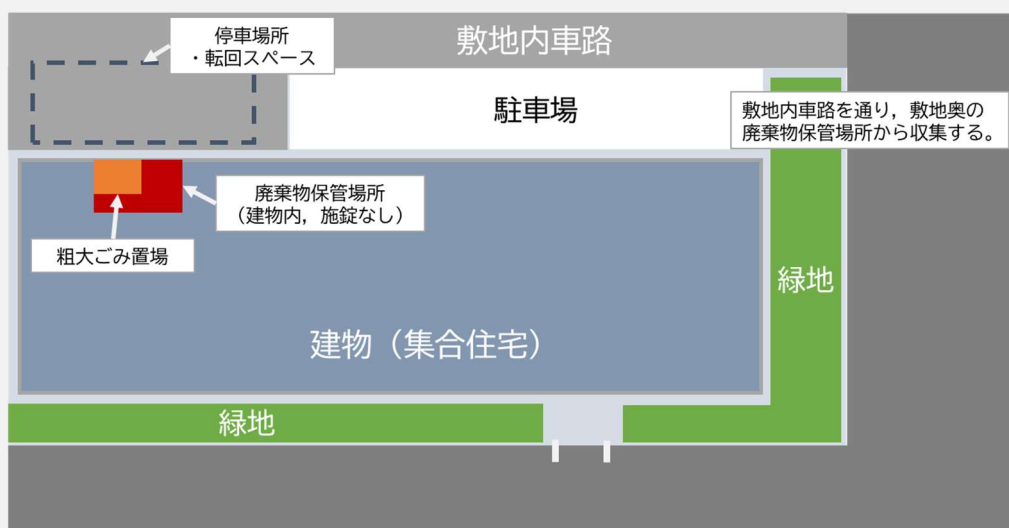 停車場所
・転回スペース
敷地内車路
駐車場
敷地内車路を通り，敷地奥の
廃棄物保管場所から収集する。
廃棄物保管場所
（建物内，施錠なし）
粗大ごみ置場
緑地
建物（集合住宅）
緑地